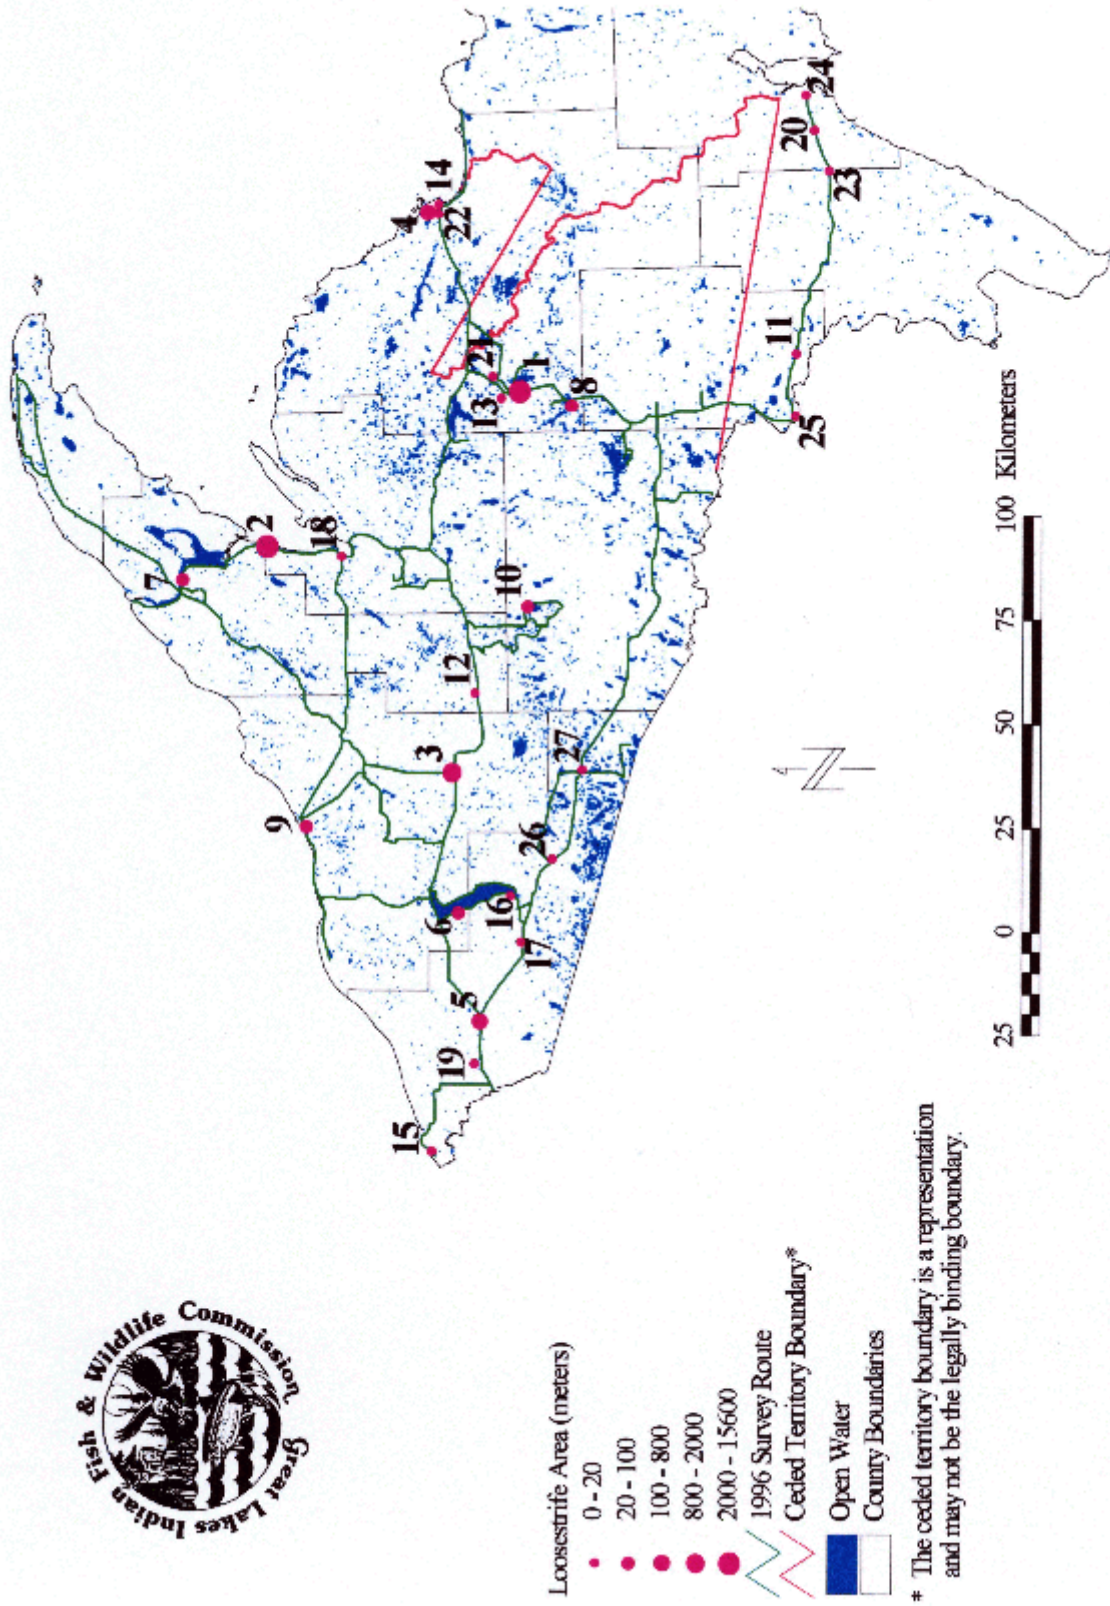 Great Lakes Indian Fish & Wildlife Commission
Loosestrife Area (meters)
0 - 20
20 - 100
100 - 800
800 - 2000
2000 - 15600
1996 Survey Route
Ceded Territory Boundary*
Open Water
County Boundaries
* The ceded territory boundary is a representation
and may not be the legally binding boundary.
15
19
5
17
6
16
26
9
3
27
12
10
7
2
18
13
21
1
8
4
14
22
25
11
23
20
24
N
25
0
25
50
75
100 Kilometers